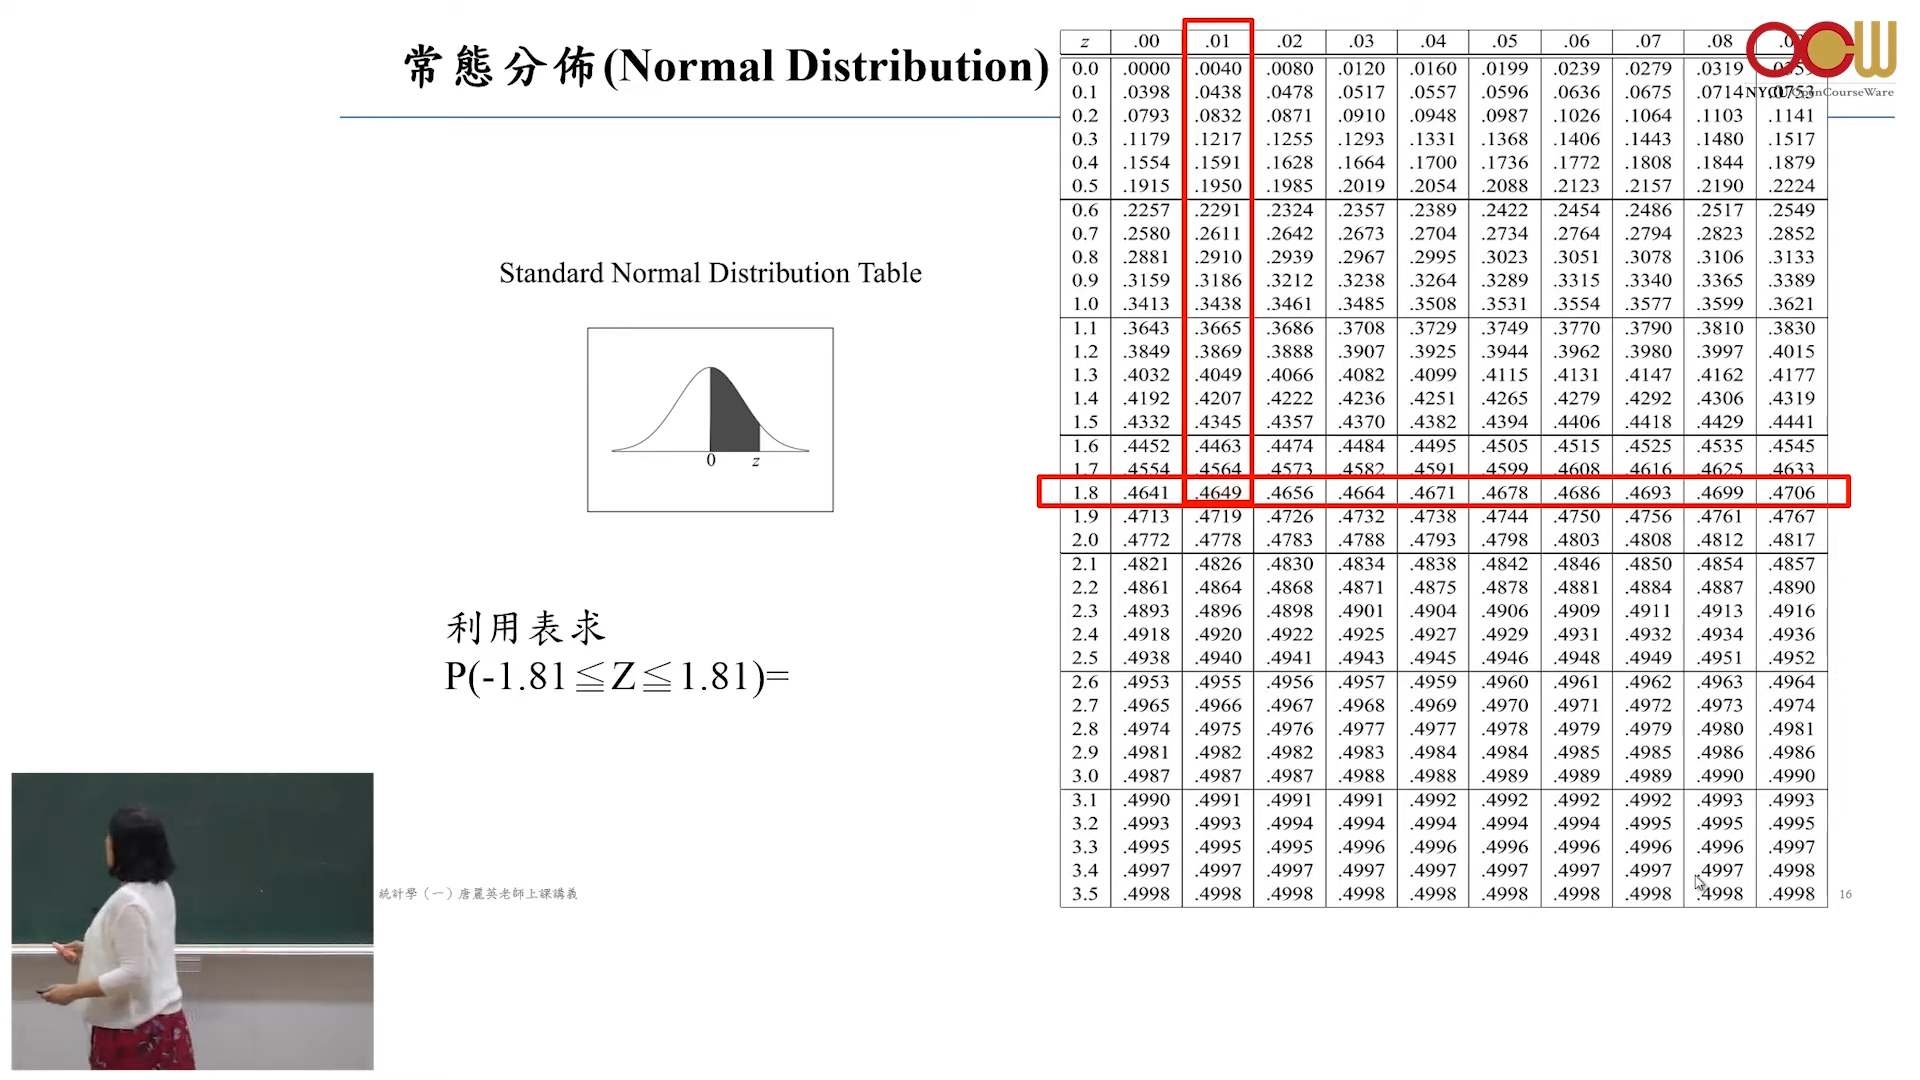 常態分佈(Normal Distribution)
Standard Normal Distribution Table
0 z
利用表求
P(-1.81≦Z≦1.81)=
統計學（一）唐麗英老師上課講義
z .00 .01 .02 .03 .04 .05 .06 .07 .08
0.0 .0000 .0040 .0080 .0120 .0160 .0199 .0239 .0279 .0319 .0359
0.1 .0398 .0438 .0478 .0517 .0557 .0596 .0636 .0675 .0714 .0753
0.2 .0793 .0832 .0871 .0910 .0948 .0987 .1026 .1064 .1103 .1141
0.3 .1179 .1217 .1255 .1293 .1331 .1368 .1406 .1443 .1480 .1517
0.4 .1554 .1591 .1628 .1664 .1700 .1736 .1772 .1808 .1844 .1879
0.5 .1915 .1950 .1985 .2019 .2054 .2088 .2123 .2157 .2190 .2224
0.6 .2257 .2291 .2324 .2357 .2389 .2422 .2454 .2486 .2517 .2549
0.7 .2580 .2611 .2642 .2673 .2704 .2734 .2764 .2794 .2823 .2852
0.8 .2881 .2910 .2939 .2967 .2995 .3023 .3051 .3078 .3106 .3133
0.9 .3159 .3186 .3212 .3238 .3264 .3289 .3315 .3340 .3365 .3389
1.0 .3413 .3438 .3461 .3485 .3508 .3531 .3554 .3577 .3599 .3621
1.1 .3643 .3665 .3686 .3708 .3729 .3749 .3770 .3790 .3810 .3830
1.2 .3849 .3869 .3888 .3907 .3925 .3944 .3962 .3980 .3997 .4015
1.3 .4032 .4049 .4066 .4082 .4099 .4115 .4131 .4147 .4162 .4177
1.4 .4192 .4207 .4222 .4236 .4251 .4265 .4279 .4292 .4306 .4319
1.5 .4332 .4345 .4357 .4370 .4382 .4394 .4406 .4418 .4429 .4441
1.6 .4452 .4463 .4474 .4484 .4495 .4505 .4515 .4525 .4535 .4545
1.7 .4554 .4564 .4573 .4582 .4591 .4599 .4608 .4616 .4625 .4633
1.8 .4641 .4649 .4656 .4664 .4671 .4678 .4686 .4693 .4699 .4706
1.9 .4713 .4719 .4726 .4732 .4738 .4744 .4750 .4756 .4761 .4767
2.0 .4772 .4778 .4783 .4788 .4793 .4798 .4803 .4808 .4812 .4817
2.1 .4821 .4826 .4830 .4834 .4838 .4842 .4846 .4850 .4854 .4857
2.2 .4861 .4864 .4868 .4871 .4875 .4878 .4881 .4884 .4887 .4890
2.3 .4893 .4896 .4898 .4901 .4904 .4906 .4909 .4911 .4913 .4916
2.4 .4918 .4920 .4922 .4925 .4927 .4929 .4931 .4932 .4934 .4936
2.5 .4938 .4940 .4941 .4943 .4945 .4946 .4948 .4949 .4951 .4952
2.6 .4953 .4955 .4956 .4957 .4959 .4960 .4961 .4962 .4963 .4964
2.7 .4965 .4966 .4967 .4968 .4969 .4970 .4971 .4972 .4973 .4974
2.8 .4974 .4975 .4976 .4977 .4977 .4978 .4979 .4979 .4980 .4981
2.9 .4981 .4982 .4982 .4983 .4984 .4984 .4985 .4985 .4986 .4986
3.0 .4987 .4987 .4987 .4988 .4988 .4989 .4989 .4989 .4990 .4990
3.1 .4990 .4991 .4991 .4991 .4992 .4992 .4992 .4992 .4993 .4993
3.2 .4993 .4993 .4994 .4994 .4994 .4994 .4994 .4995 .4995 .4995
3.3 .4995 .4995 .4995 .4996 .4996 .4996 .4996 .4996 .4996 .4997
3.4 .4997 .4997 .4997 .4997 .4997 .4997 .4997 .4997 .4997 .4998
3.5 .4998 .4998 .4998 .4998 .4998 .4998 .4998 .4998 .4998 .4998
16
OCW
OpenCourseWare